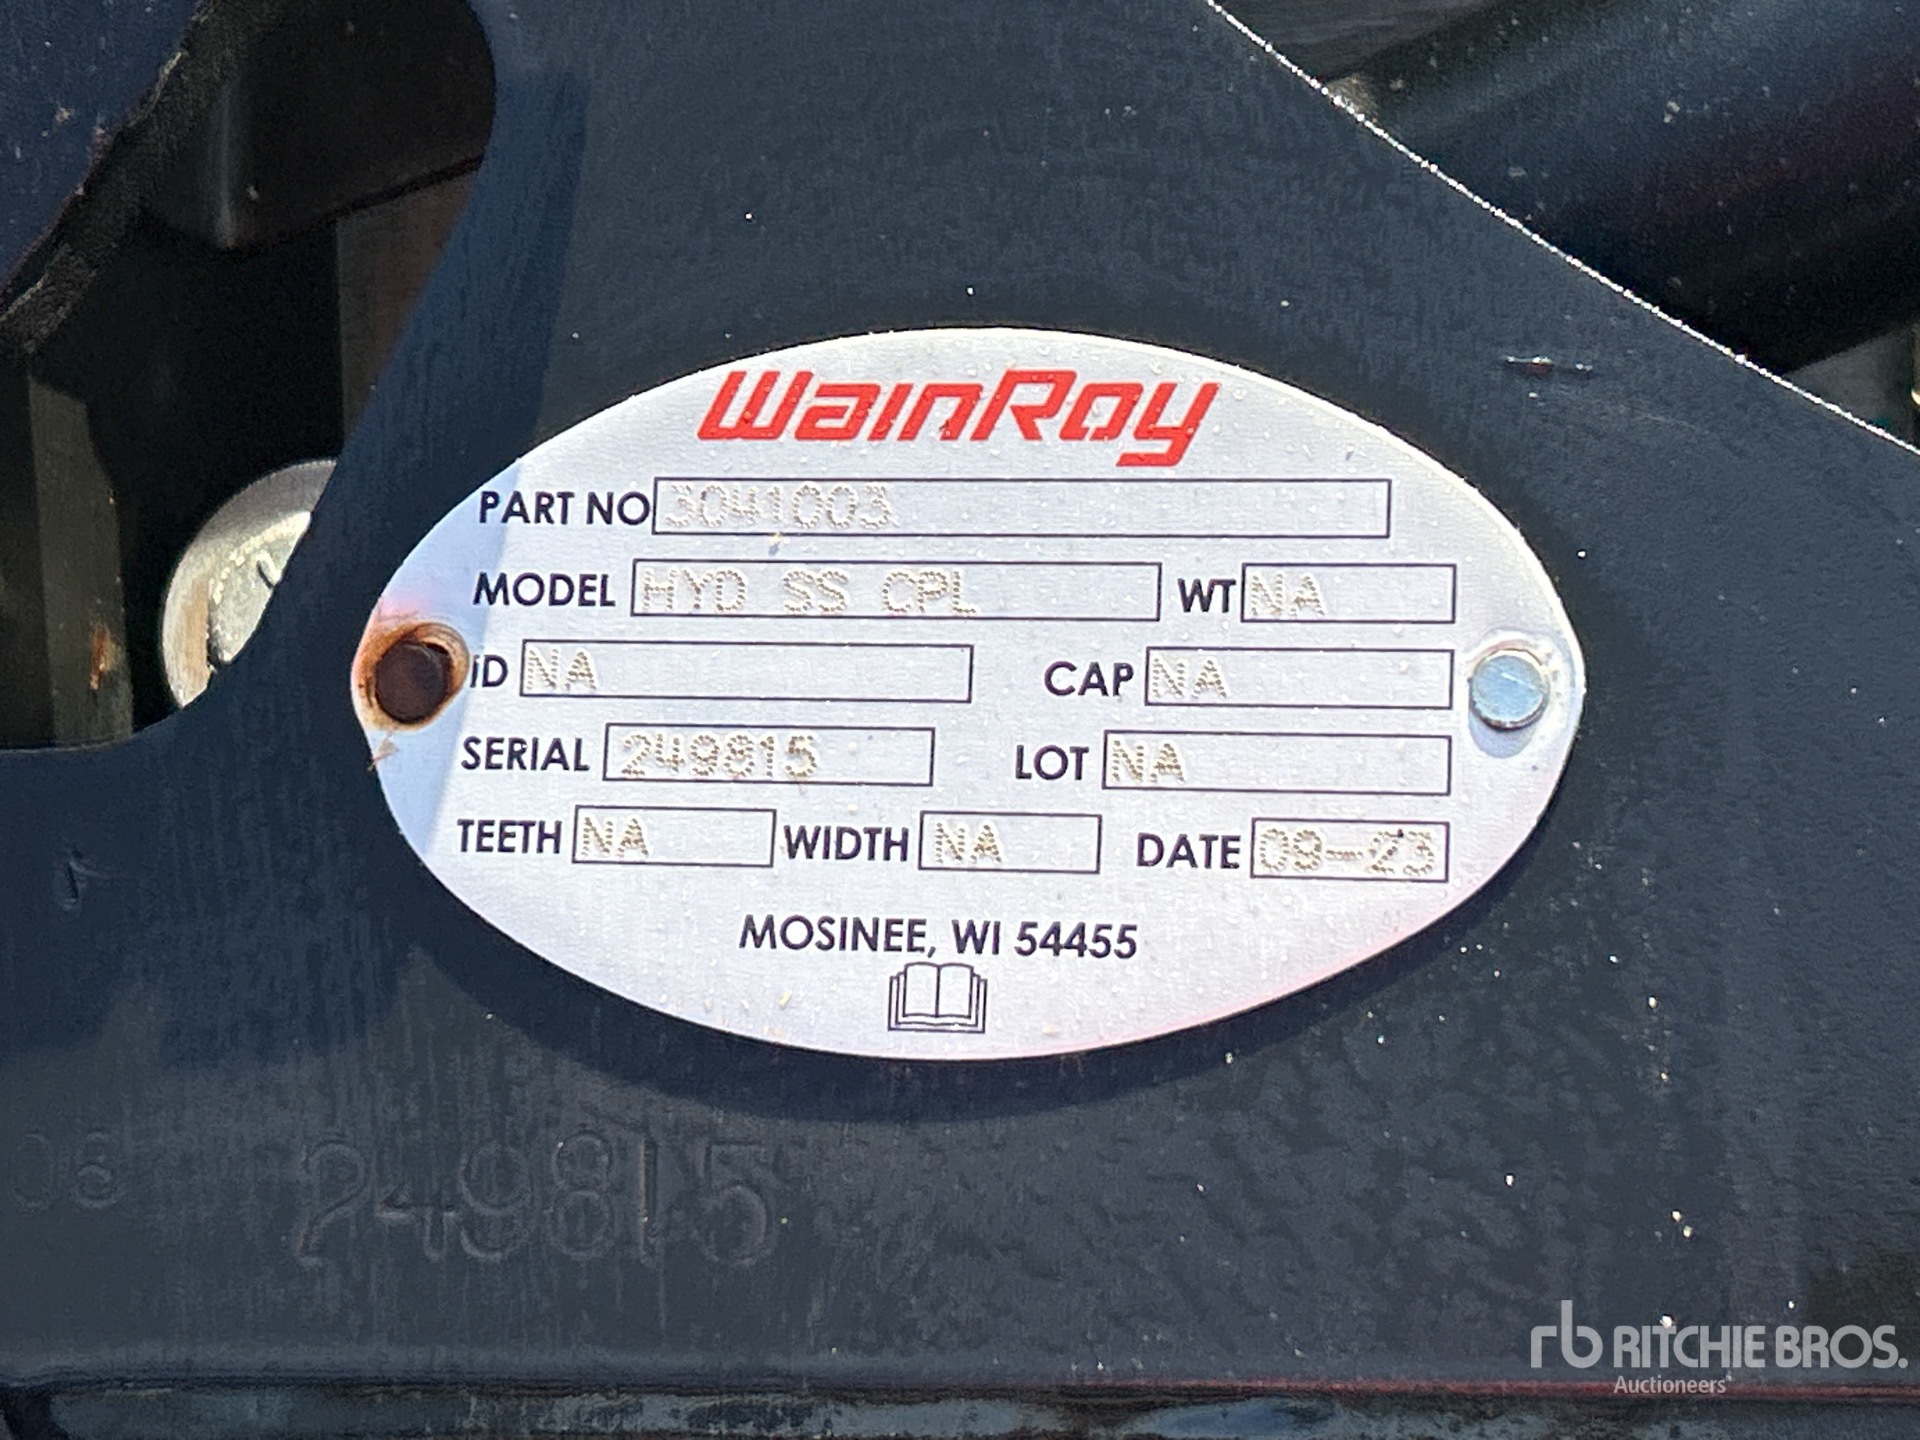 WainRoy
PART NO 3041003
MODEL HYD SS CPL WT NA
ID NA CAP NA
SERIAL 249815 LOT NA
TEETH NA WIDTH NA DATE 09-23
MOSINEE, WI 54455
249815
rb RITCHIE BROS.
Auctioneers